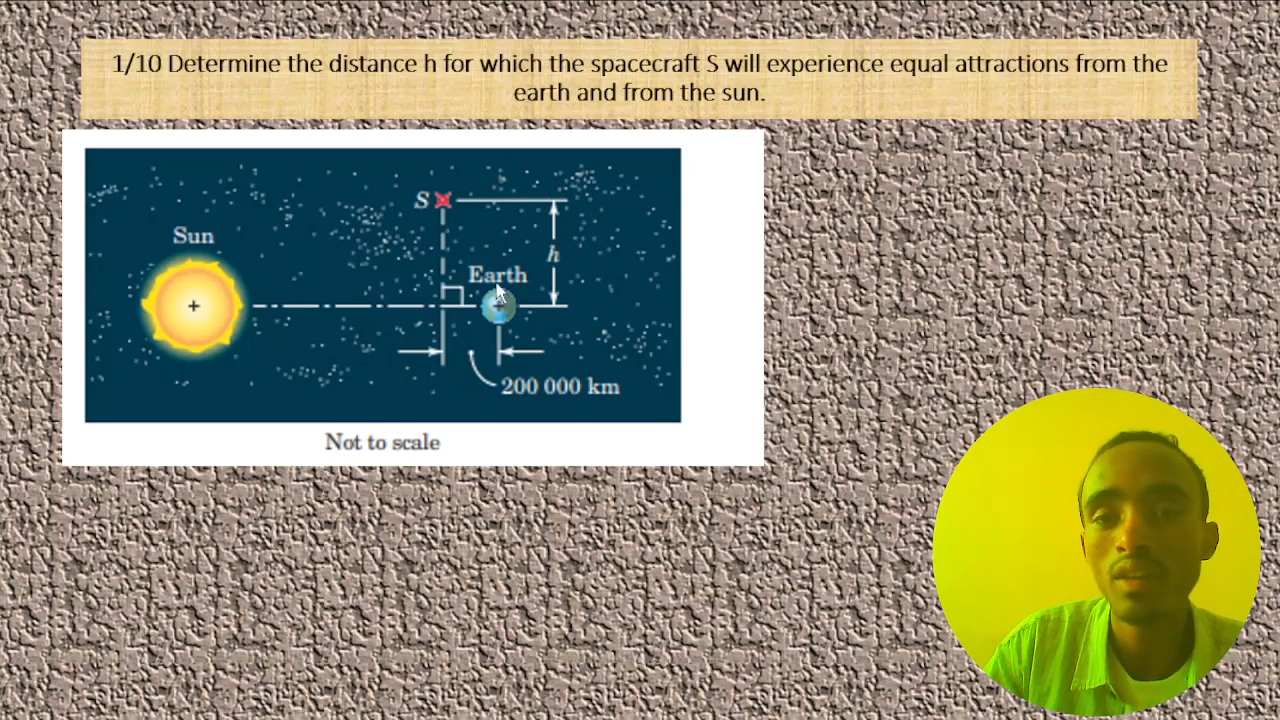 1/10 Determine the distance h for which the spacecraft S will experience equal attractions from the
earth and from the sun.
S
Sun
h
Earth
200 000 km
Not to scale